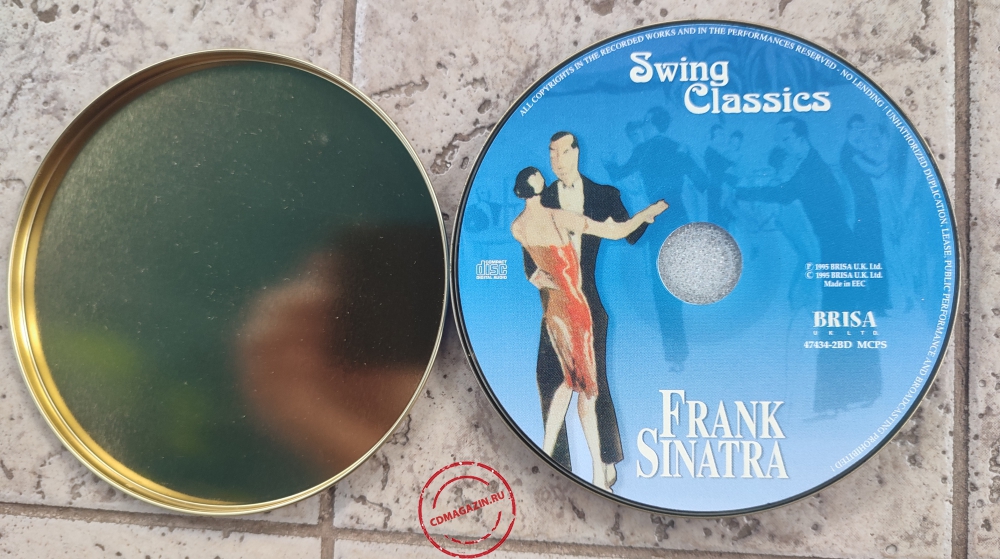 ALL COPYRIGHTS IN THE RECORDED WORKS AND IN THE PERFORMANCES RESERVED - NO LENDING! UNHATHORIZED DUPLICATION, LEASE, PUBLIC PERFORMANCE AND BROADCASTING PROHIBITED!
Swing
Classics
COMPACT
disc
DIGITAL AUDIO
Ⓟ 1995 BRISA U.K. Ltd.
© 1995 BRISA U.K. Ltd.
Made in EEC
BRISA
U.K. LTD.
47434-2BD MCPS
FRANK
SINATRA
CDMAGAZIN.RU